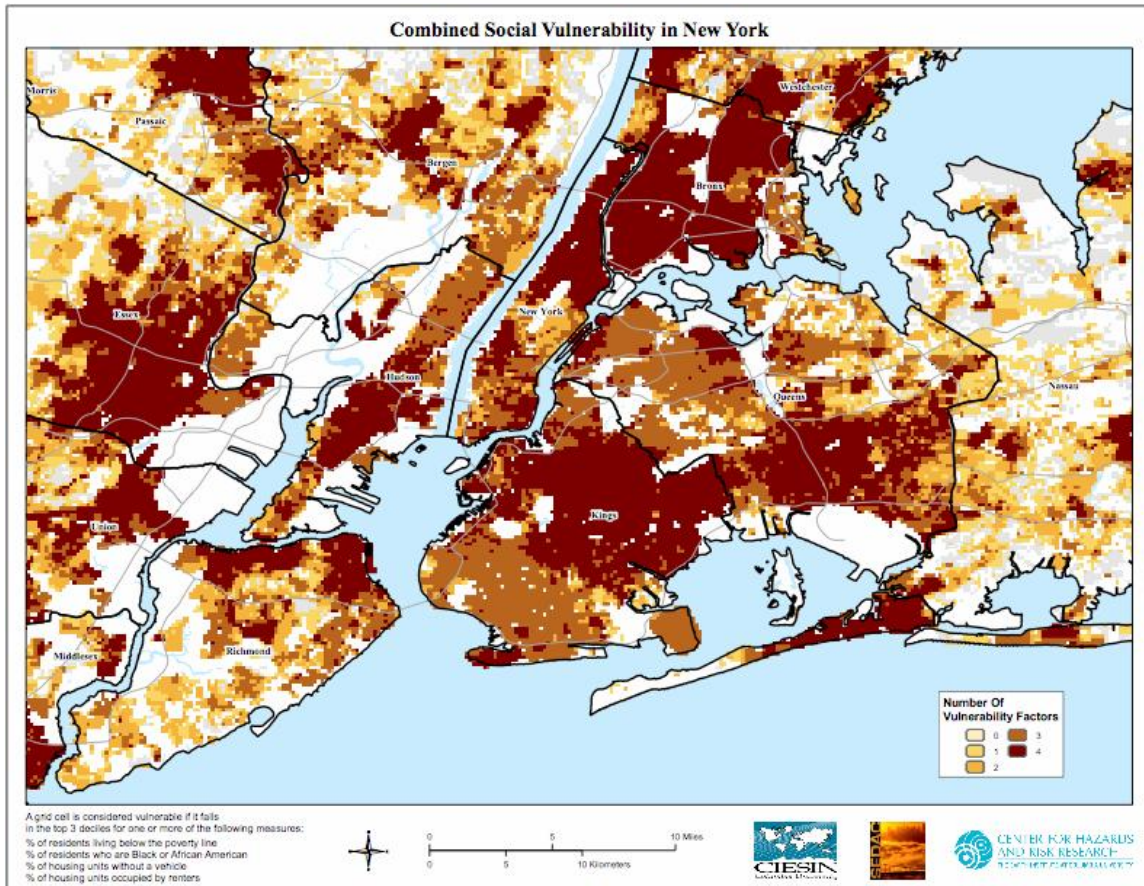 Combined Social Vulnerability in New York
Morris
Passaic
Westchester
Bergen
Bronx
Essex
New York
Hudson
Queens
Nassau
Kings
Union
Middlesex
Richmond
Number Of
Vulnerability Factors
0
3
1
4
2
A grid cell is considered vulnerable if it falls
in the top 3 deciles for one or more of the following measures:
% of residents living below the poverty line
% of residents who are Black or African American
% of housing units without a vehicle
% of housing units occupied by renters
0 5 10 Miles
0 5 10 Kilometers
CIESIN
SEDAC
CENTER FOR HAZARDS
AND RISK RESEARCH